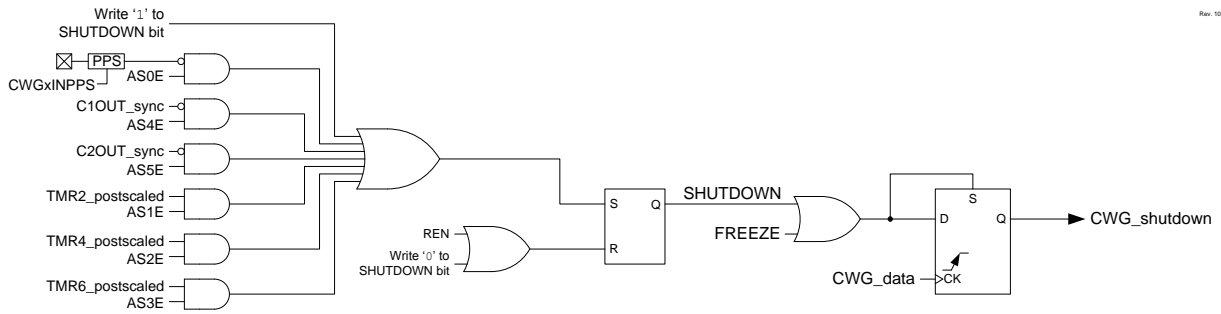 Write ‘1’ to
SHUTDOWN bit
Rev. 10
PPS
AS0E
CWGxINPPS
C1OUT_sync
AS4E
C2OUT_sync
AS5E
TMR2_postscaled
AS1E
TMR4_postscaled
AS2E
TMR6_postscaled
AS3E
REN
Write ‘0’ to
SHUTDOWN bit
S
Q
R
SHUTDOWN
FREEZE
S
D
Q
CWG_data
CK
CWG_shutdown